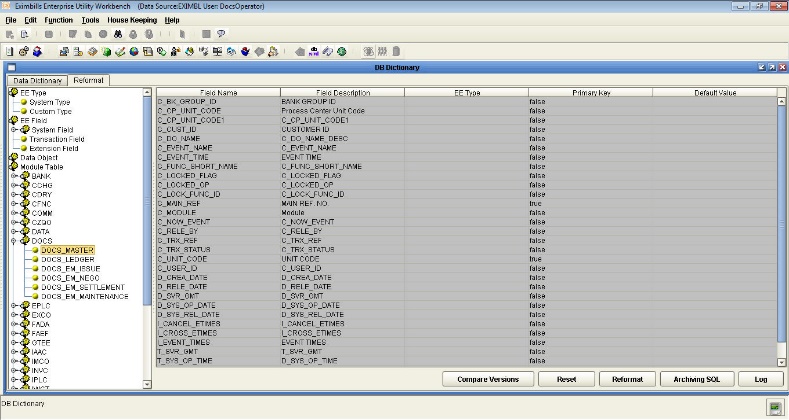 Eximbills Enterprise Utility Workbench (Data Source:EXIMBL User: DocsOperator)
File Edit Function Tools House Keeping Help
DB Dictionary
Data Dictionary Reformat
Field Name Field Description EE Type Primary Key Default Value
EE Type
System Type
Custom Type
EE Field
System Field
Transaction Field
Extension Field
Data Object
Module Table
BANK
CCHG
CDRY
CFNC
COMM
CZOO
DATA
DOCS
DOCS_MASTER
DOCS_LEDGER
DOCS_EM_ISSUE
DOCS_EM_NEGO
DOCS_EM_SETTLEMENT
DOCS_EM_MAINTENANCE
EPLC
EXCO
FADA
FAEF
OTEE
IAAC
IMCO
INVC
IPLC
C_BK_GROUP_ID BANK GROUP ID false
C_CP_UNIT_CODE Process Center Unit Code false
C_CP_UNIT_CODE1 C_CP_UNIT_CODE1 false
C_CUST_ID CUSTOMER ID false
C_DO_NAME C_DO_NAME_DESC false
C_EVENT_NAME C_EVENT_NAME false
C_EVENT_TIME EVENT TIME false
C_FUNC_SHORT_NAME C_FUNC_SHORT_NAME false
C_LOCKED_FLAG C_LOCKED_FLAG false
C_LOCKED_OP C_LOCKED_OP false
C_LOCK_FUNC_ID C_LOCK_FUNC_ID false
C_MAIN_REF MAIN REF. NO. true
C_MODULE Module false
C_NOW_EVENT C_NOW_EVENT false
C_RELE_BY C_RELE_BY false
C_TRX_REF C_TRX_REF false
C_TRX_STATUS C_TRX_STATUS false
C_UNIT_CODE UNIT CODE true
C_USER_ID C_USER_ID false
D_CREA_DATE D_CREA_DATE false
D_RELE_DATE D_RELE_DATE false
D_SVR_GMT D_SVR_GMT false
D_SYS_OP_DATE D_SYS_OP_DATE false
D_SYS_REL_DATE D_SYS_REL_DATE false
I_CANCEL_ETIMES I_CANCEL_ETIMES false
I_CROSS_ETIMES I_CROSS_ETIMES false
I_EVENT_TIMES EVENT TIMES false
T_SVR_GMT T_SVR_GMT false
T_SYS_OP_TIME D_SYS_OP_TIME false
Compare Versions Reset Reformat Archiving SQL Log
DB Dictionary